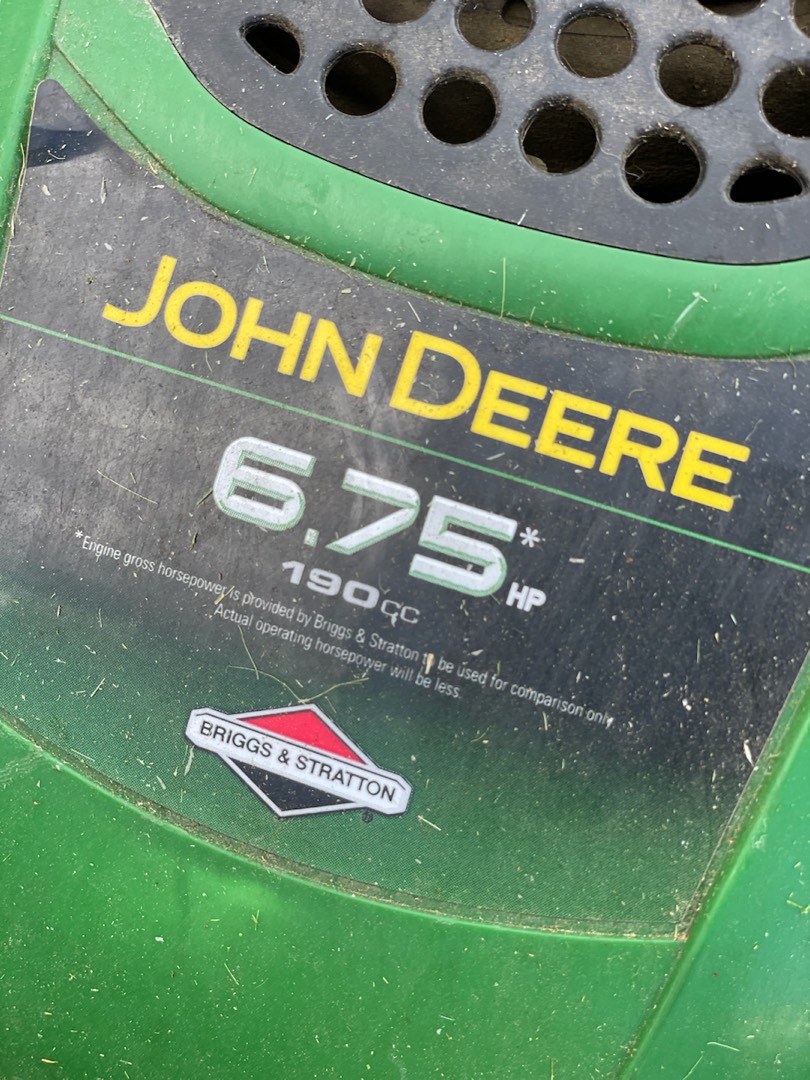 JOHN DEERE
6.75* HP
190cc
*Engine gross horsepower is provided by Briggs & Stratton to be used for comparison only.
Actual operating horsepower will be less.
BRIGGS & STRATTON®